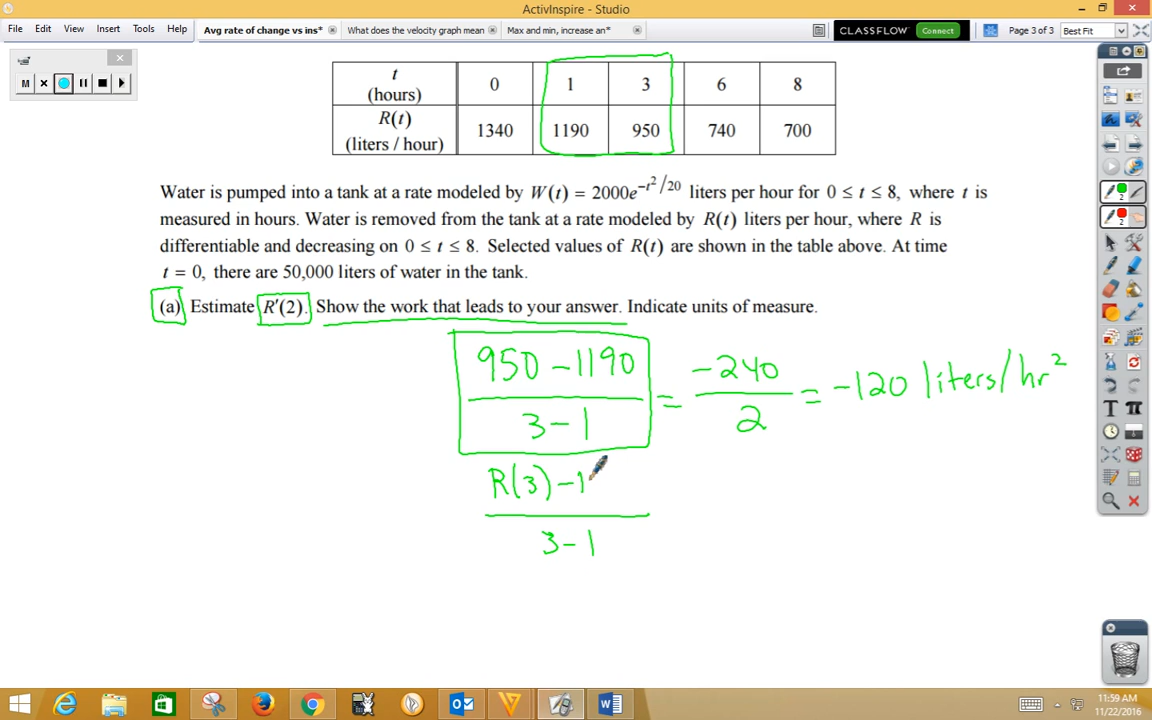 ActivInspire - Studio
File Edit View Insert Tools Help
Avg rate of change vs ins* What does the velocity graph mean Max and min, increase an*
CLASSFLOW Connect Page 3 of 3 Best Fit
M
t (hours) 0 1 3 6 8
R(t) (liters / hour) 1340 1190 950 740 700
Water is pumped into a tank at a rate modeled by W(t) = 2000e^{-t²/20} liters per hour for 0 ≤ t ≤ 8, where t is
measured in hours. Water is removed from the tank at a rate modeled by R(t) liters per hour, where R is
differentiable and decreasing on 0 ≤ t ≤ 8. Selected values of R(t) are shown in the table above. At time
t = 0, there are 50,000 liters of water in the tank.
(a) Estimate R′(2). Show the work that leads to your answer. Indicate units of measure.
950 - 1190
3 - 1
= -240
2
= -120 liters/hr²
R(3) - 1
3 - 1
2
2
11:59 AM
11/22/2016